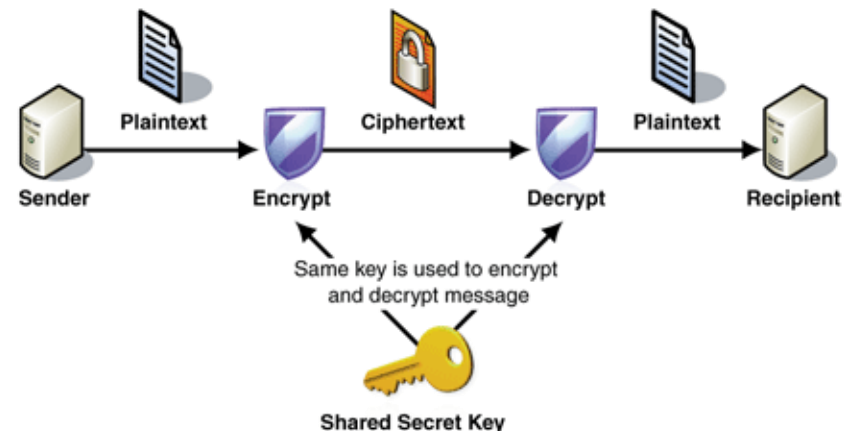 Plaintext
Ciphertext
Plaintext
Sender
Encrypt
Decrypt
Recipient
Same key is used to encrypt
and decrypt message
Shared Secret Key